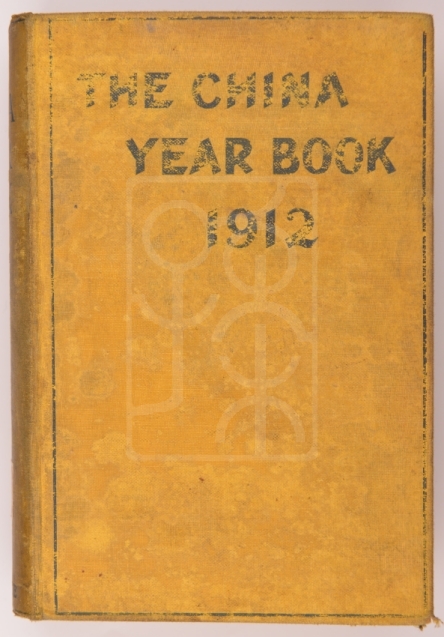 THE CHINA
YEAR BOOK
1912